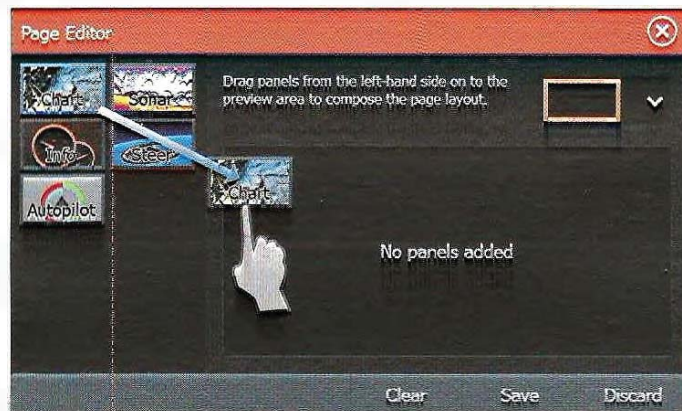 Page Editor
Chart
Sonar
Drag panels from the left-hand side on to the
preview area to compose the page layout.
Info
Steer
Chart
Autopilot
No panels added
Clear
Save
Discard